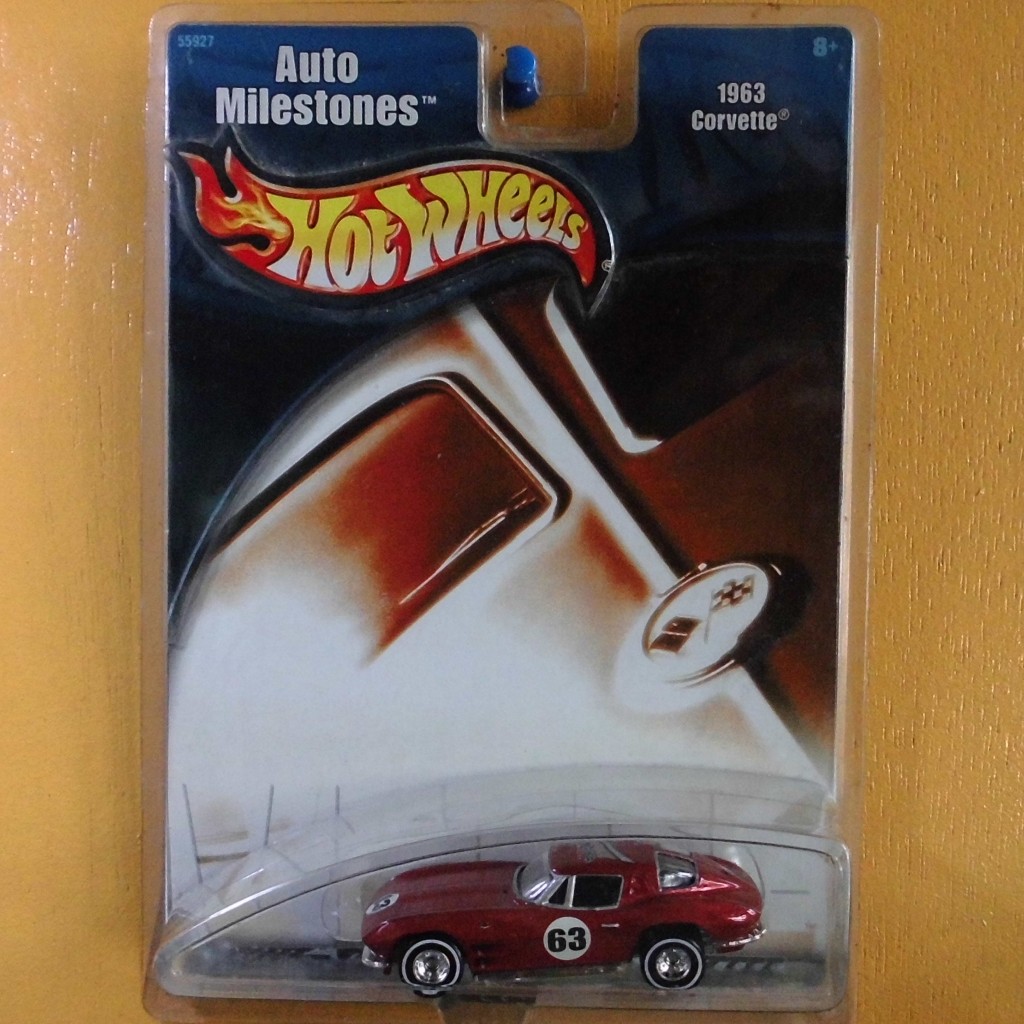 55927
Auto
Milestones™
8+
1963
Corvette®
Hot Wheels®
63